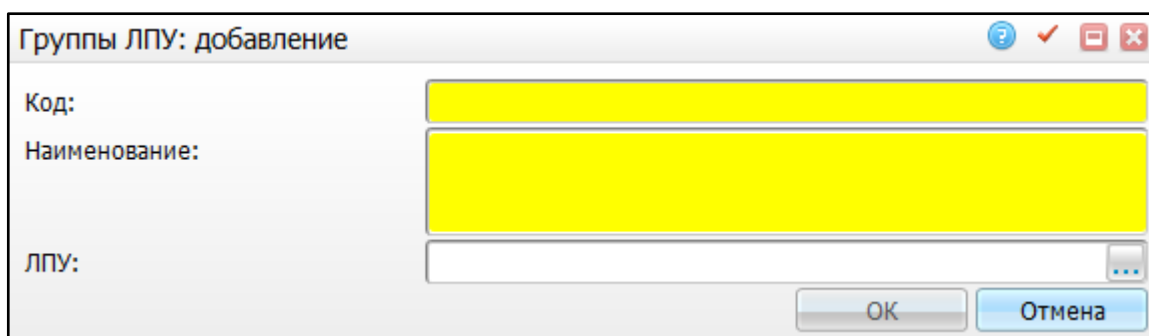 Группы ЛПУ: добавление
Код:
Наименование:
ЛПУ:
...
ОК
Отмена